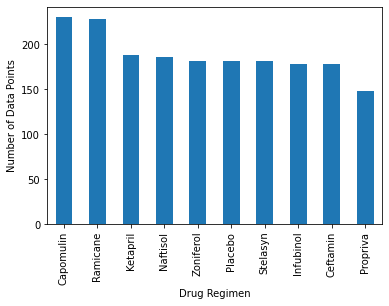 Number of Data Points
200
150
100
50
0
Capomulin
Ramicane
Ketapril
Naftisol
Zoniferol
Placebo
Stelasyn
Infubinol
Ceftamin
Propriva
Drug Regimen